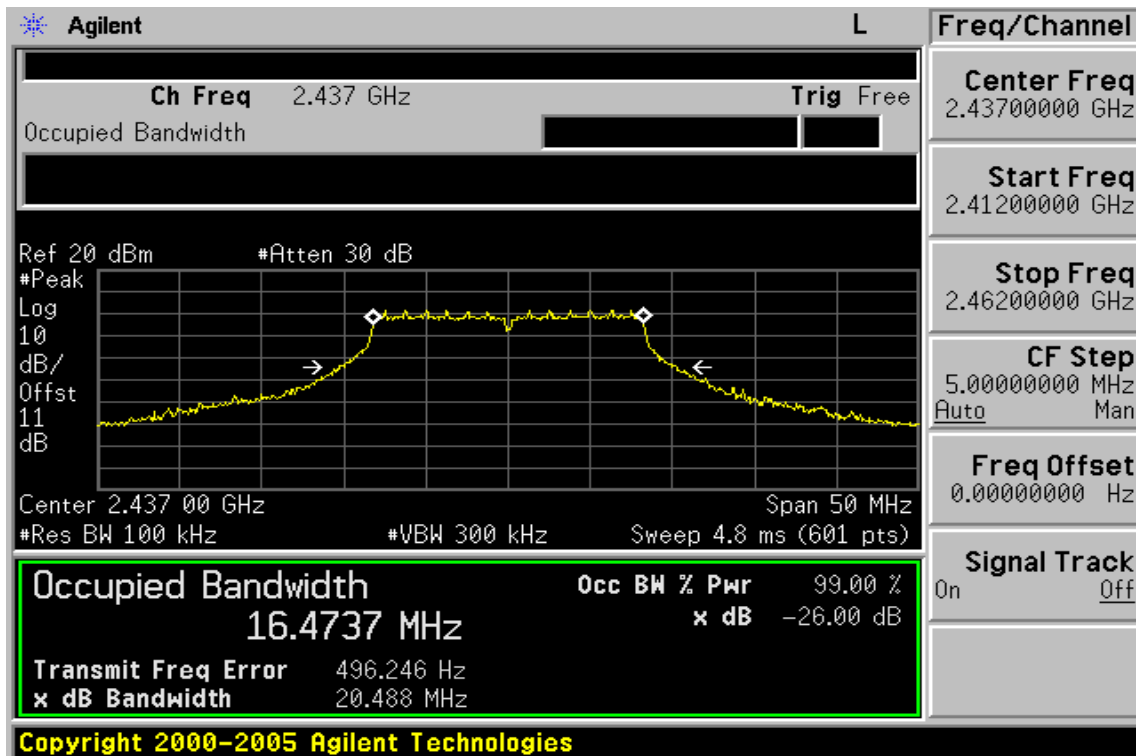 Agilent L Freq/Channel
Ch Freq 2.437 GHz Trig Free
Occupied Bandwidth
Center Freq
2.43700000 GHz
Start Freq
2.41200000 GHz
Stop Freq
2.46200000 GHz
CF Step
5.00000000 MHz
Auto Man
Freq Offset
0.00000000 Hz
Signal Track
On Off
Ref 20 dBm #Atten 30 dB
#Peak
Log
10
dB/
Offst
11
dB
Center 2.437 00 GHz Span 50 MHz
#Res BW 100 kHz #VBW 300 kHz Sweep 4.8 ms (601 pts)
Occupied Bandwidth Occ BW % Pwr 99.00 %
16.4737 MHz x dB -26.00 dB
Transmit Freq Error 496.246 Hz
x dB Bandwidth 20.488 MHz
Copyright 2000-2005 Agilent Technologies